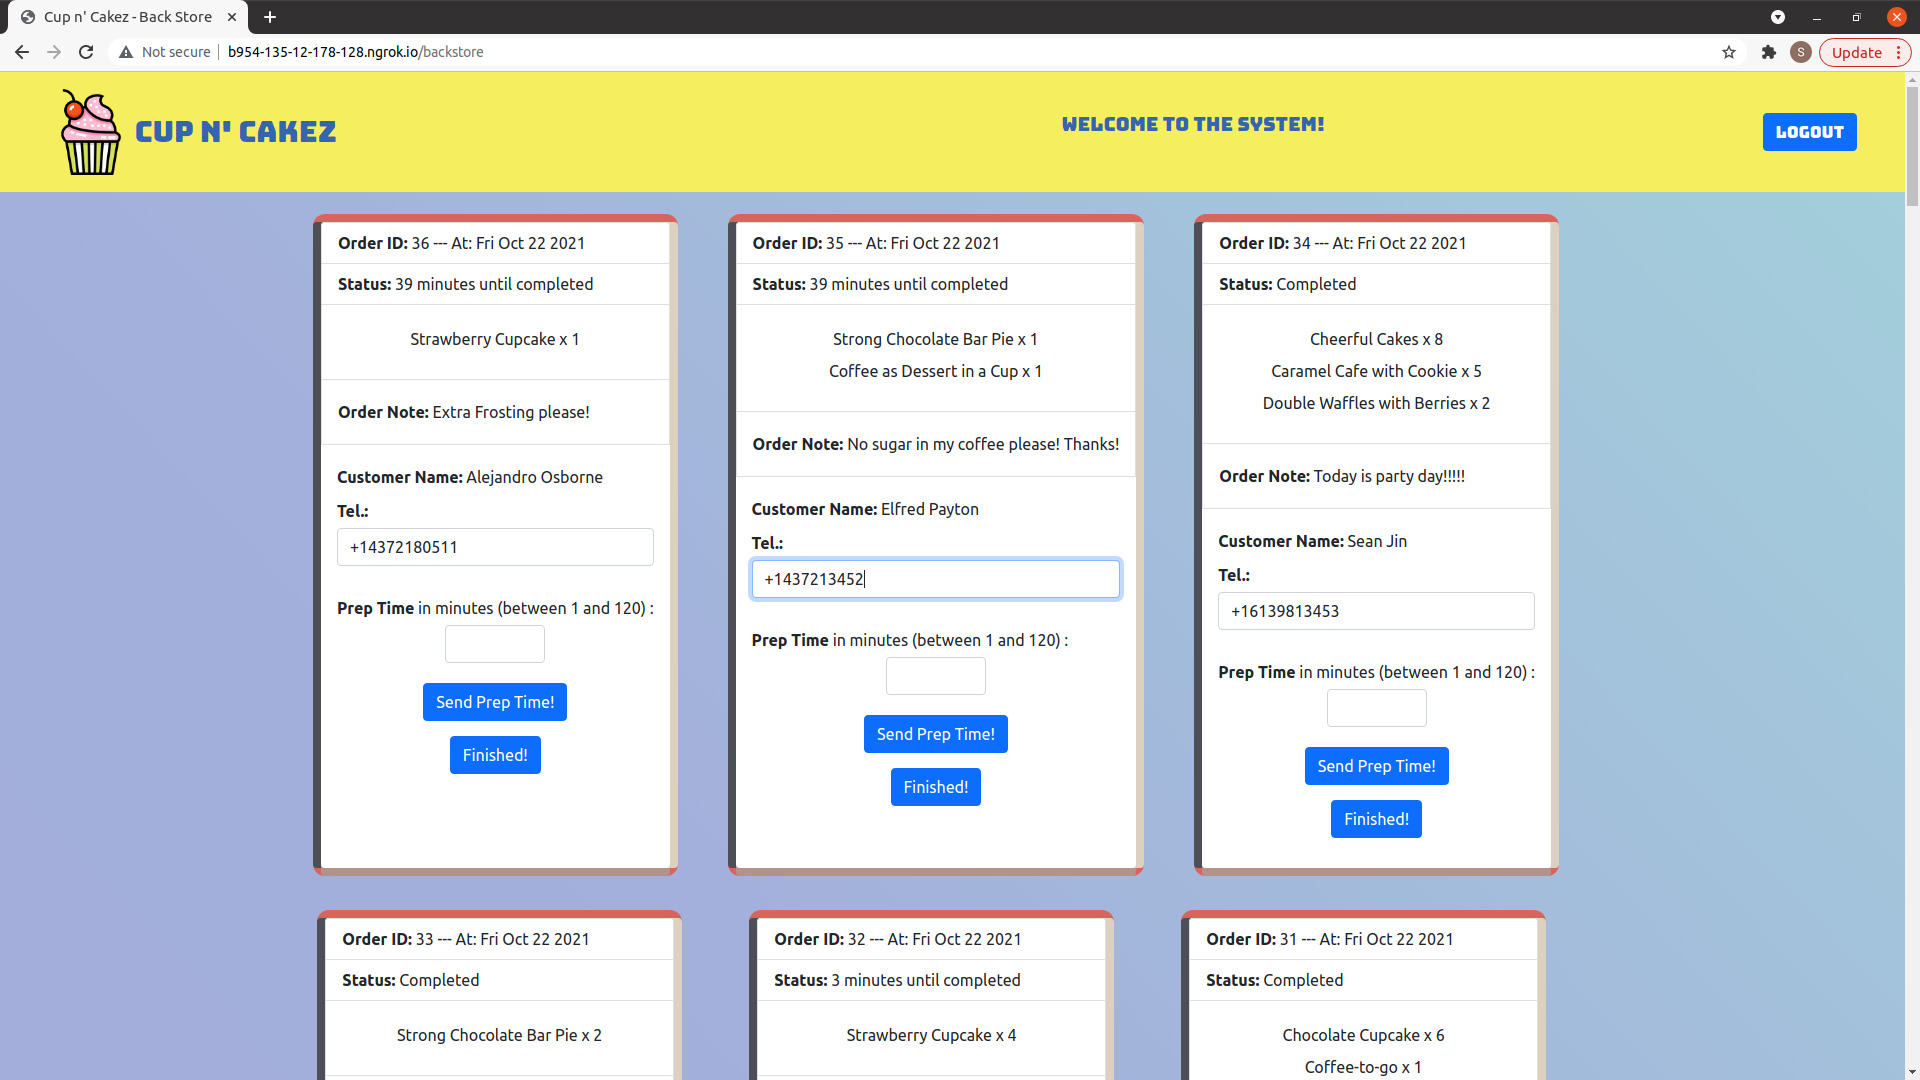 Cup n' Cakez - Back Store
Not secure
b954-135-12-178-128.ngrok.io/backstore
S
Update
CUP N' CAKEZ
WELCOME TO THE SYSTEM!
LOGOUT
Order ID: 36 --- At: Fri Oct 22 2021
Status: 39 minutes until completed
Strawberry Cupcake x 1
Order Note: Extra Frosting please!
Customer Name: Alejandro Osborne
Tel.:
+14372180511
Prep Time in minutes (between 1 and 120) :
Send Prep Time!
Finished!
Order ID: 35 --- At: Fri Oct 22 2021
Status: 39 minutes until completed
Strong Chocolate Bar Pie x 1
Coffee as Dessert in a Cup x 1
Order Note: No sugar in my coffee please! Thanks!
Customer Name: Elfred Payton
Tel.:
+1437213452
Prep Time in minutes (between 1 and 120) :
Send Prep Time!
Finished!
Order ID: 34 --- At: Fri Oct 22 2021
Status: Completed
Cheerful Cakes x 8
Caramel Cafe with Cookie x 5
Double Waffles with Berries x 2
Order Note: Today is party day!!!!!
Customer Name: Sean Jin
Tel.:
+16139813453
Prep Time in minutes (between 1 and 120) :
Send Prep Time!
Finished!
Order ID: 33 --- At: Fri Oct 22 2021
Status: Completed
Strong Chocolate Bar Pie x 2
Order ID: 32 --- At: Fri Oct 22 2021
Status: 3 minutes until completed
Strawberry Cupcake x 4
Order ID: 31 --- At: Fri Oct 22 2021
Status: Completed
Chocolate Cupcake x 6
Coffee-to-go x 1